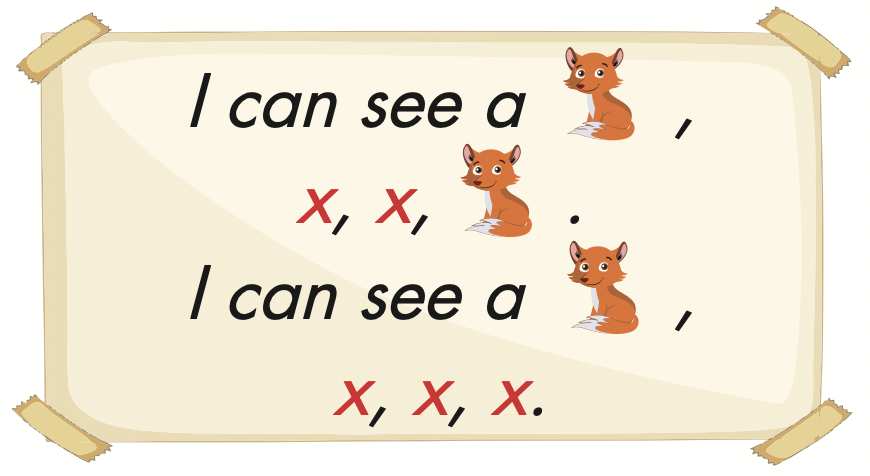 I can see a ,
x, x, .
I can see a ,
x, x, x.